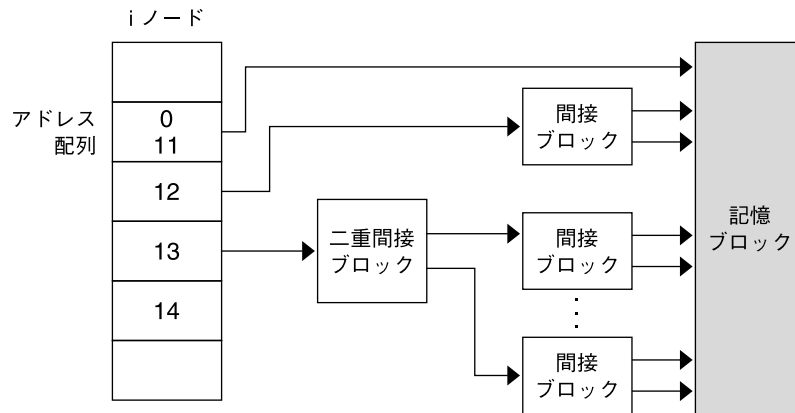 i ノード
アドレス
配列
0
11
12
13
14
二重間接
ブロック
間接
ブロック
間接
ブロック
間接
ブロック
記憶
ブロック